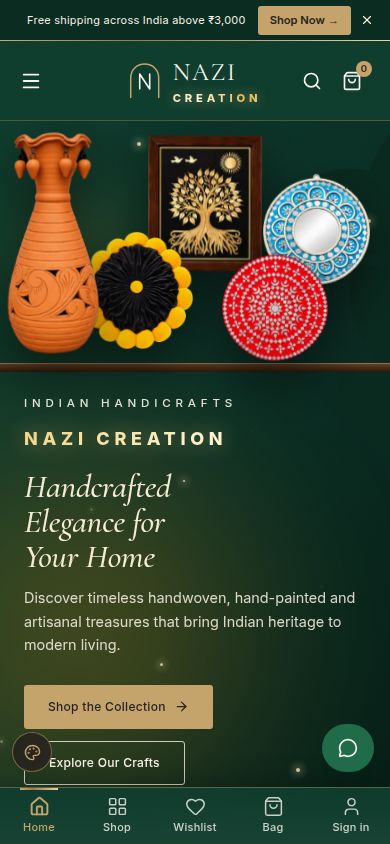 Free shipping across India above ₹3,000
Shop Now →
N
NAZI
CREATION
0
INDIAN HANDICRAFTS
NAZI CREATION
Handcrafted
Elegance for
Your Home
Discover timeless handwoven, hand-painted and
artisanal treasures that bring Indian heritage to
modern living.
Shop the Collection →
Explore Our Crafts
Home
Shop
Wishlist
Bag
Sign in